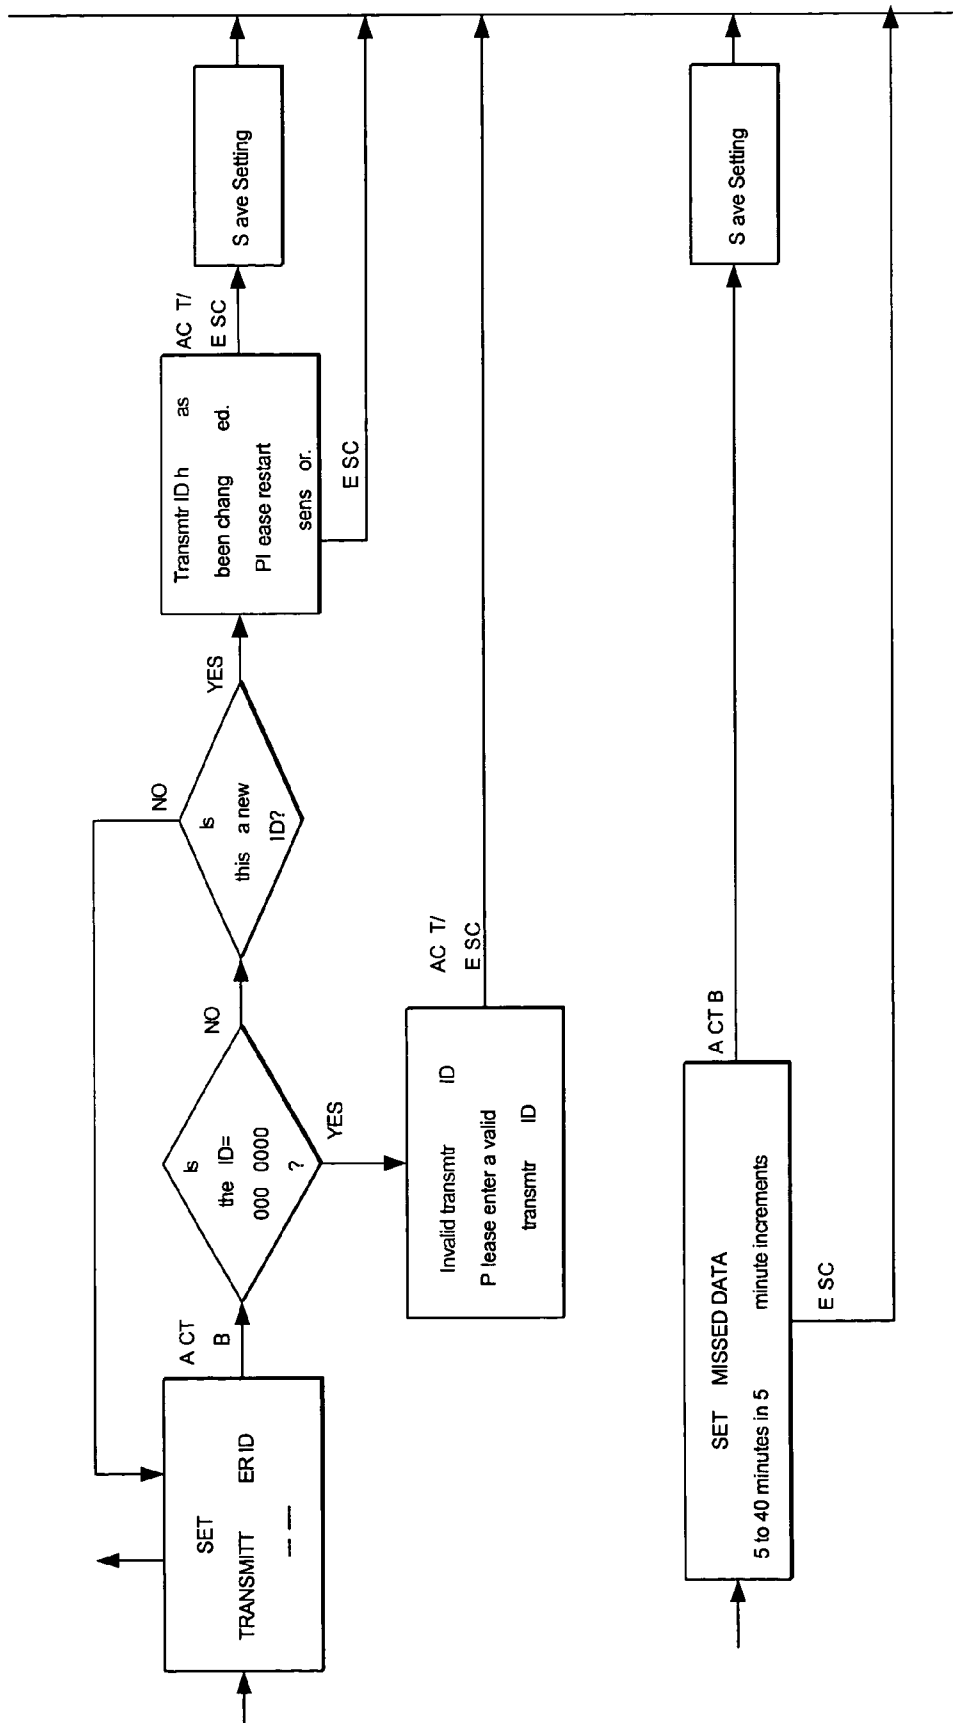 SET
TRANSMITT ER ID
-- --
A CT
B
Is
the ID=
000 0000
?
NO
YES
Is
this a new
ID?
NO
YES
Transmtr ID h as
been chang ed.
Pl ease restart
sens or.
AC T/
E SC
E SC
S ave Setting
Invalid transmtr ID
P lease enter a valid
transmtr ID
AC T/
E SC
SET MISSED DATA
5 to 40 minutes in 5 minute increments
A CT B
E SC
S ave Setting